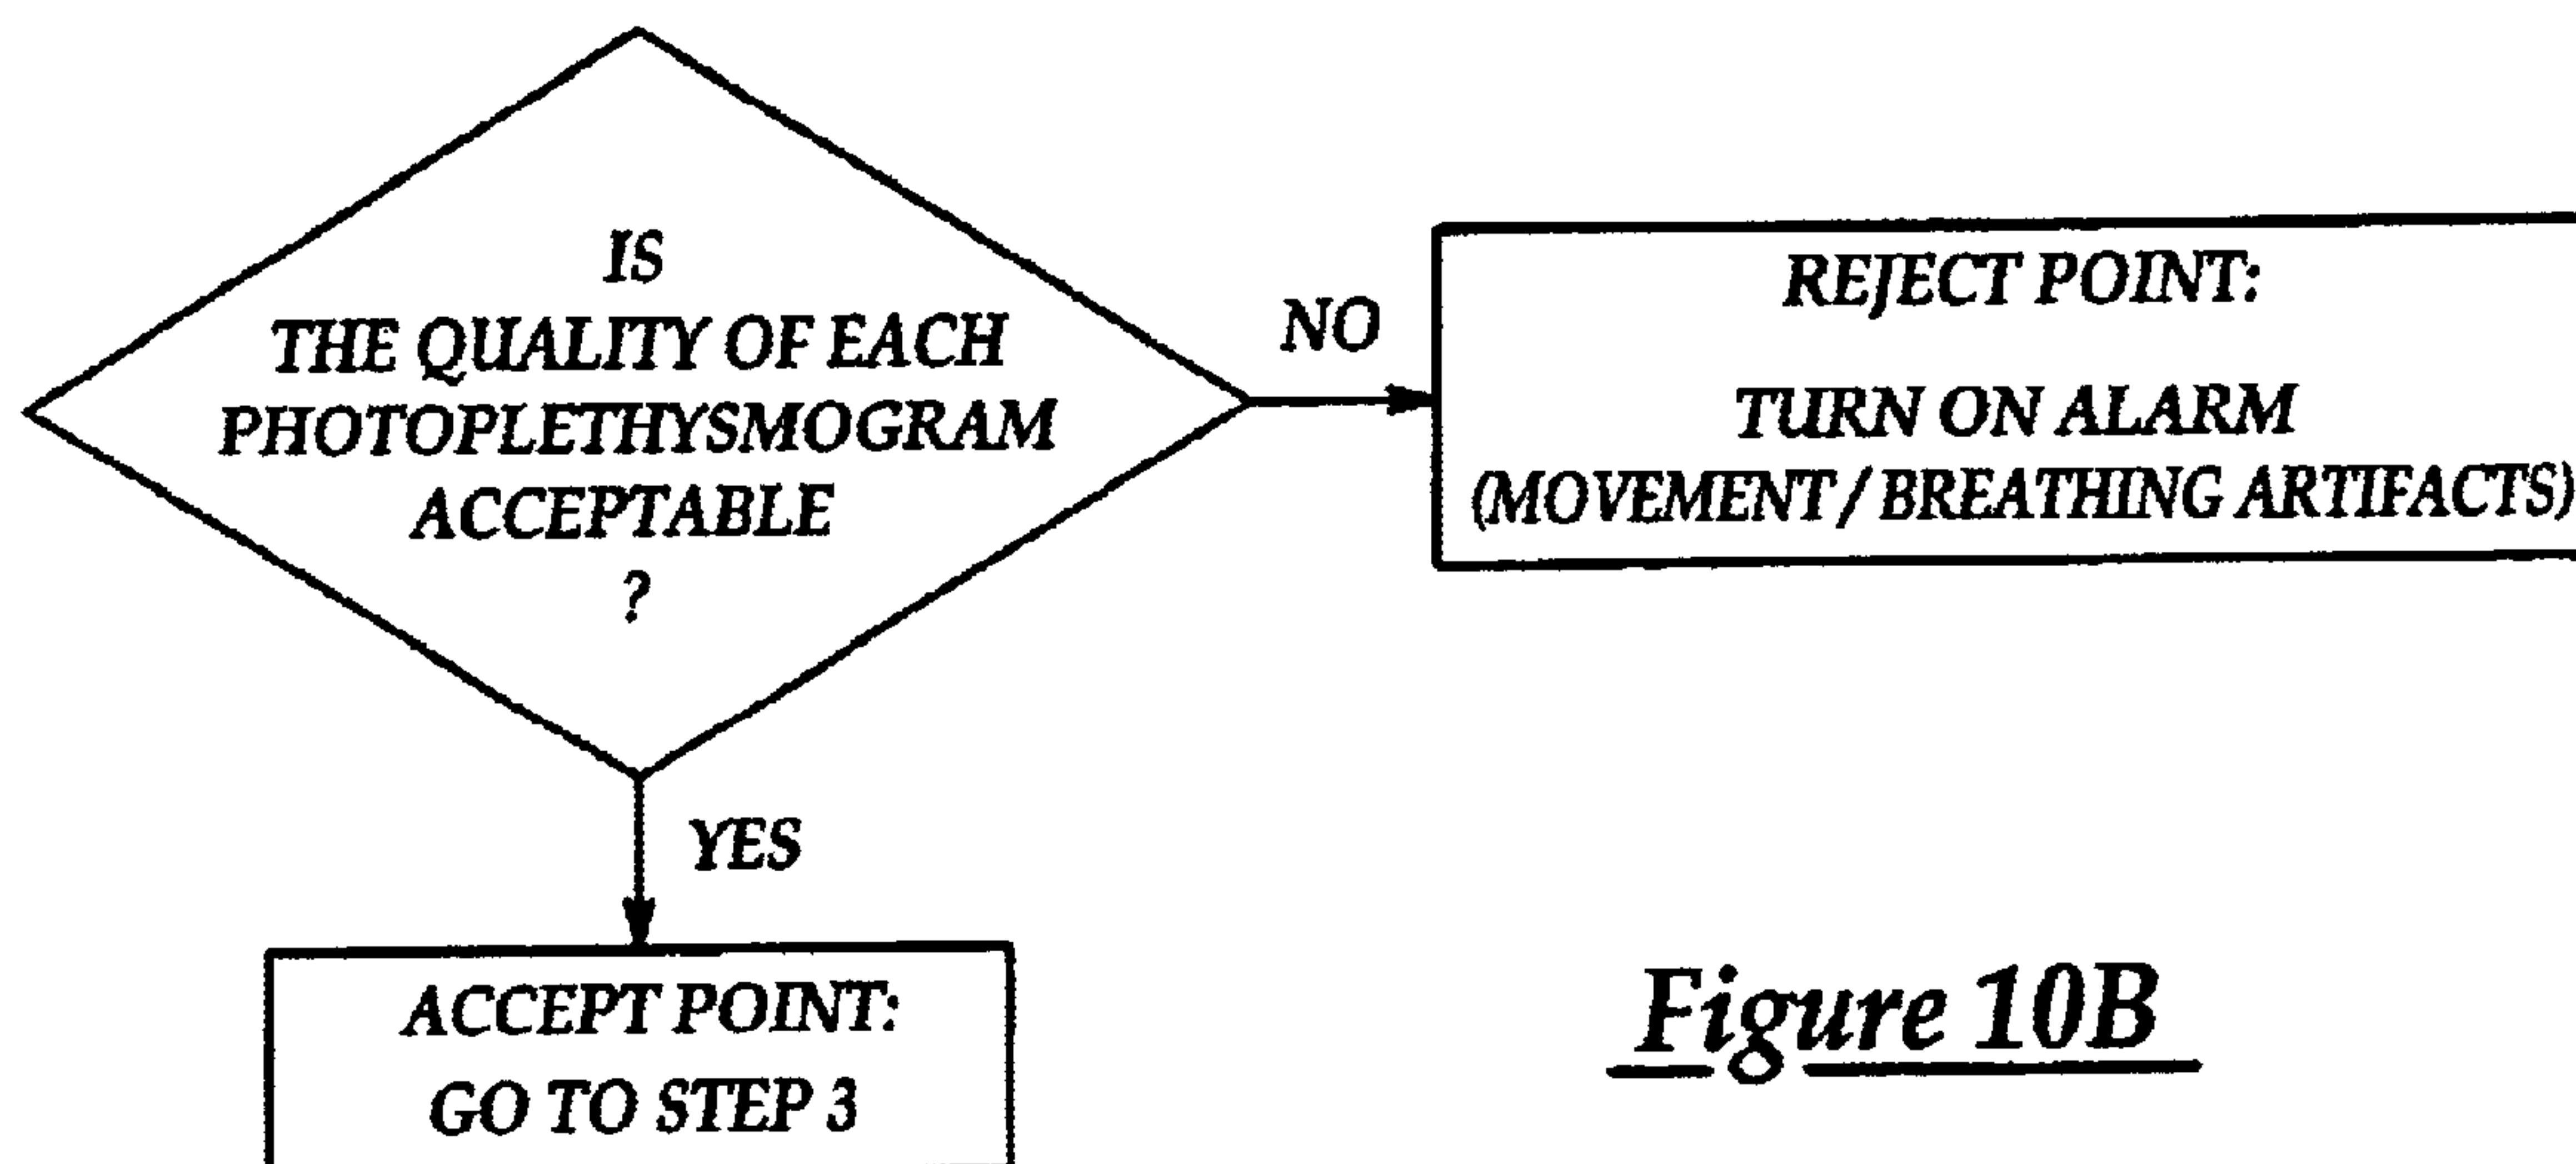 IS
THE QUALITY OF EACH
PHOTOPLETHYSMOGRAM
ACCEPTABLE
?
NO
REJECT POINT:
TURN ON ALARM
(MOVEMENT / BREATHING ARTIFACTS)
YES
ACCEPT POINT:
GO TO STEP 3
Figure 10B